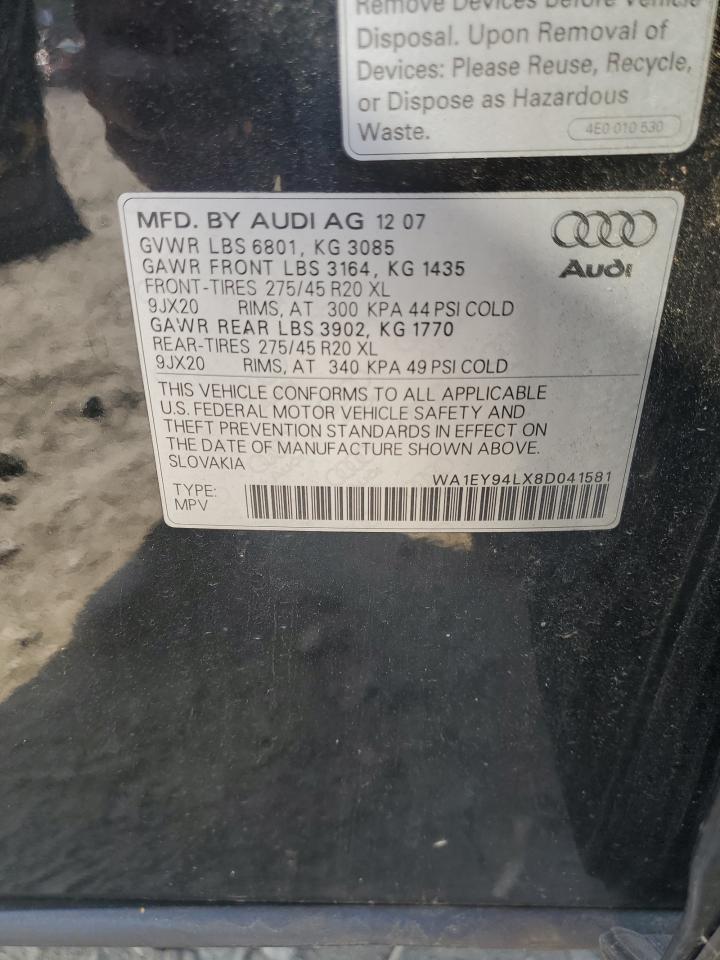 Remove Devices Before Vehicle
Disposal. Upon Removal of
Devices: Please Reuse, Recycle,
or Dispose as Hazardous
Waste.
4E0 010 530
MFD. BY AUDI AG 12 07
GVWR LBS 6801, KG 3085
GAWR FRONT LBS 3164, KG 1435
FRONT-TIRES 275/45 R20 XL
9JX20 RIMS, AT 300 KPA 44 PSI COLD
GAWR REAR LBS 3902, KG 1770
REAR-TIRES 275/45 R20 XL
9JX20 RIMS, AT 340 KPA 49 PSI COLD
Audi
THIS VEHICLE CONFORMS TO ALL APPLICABLE
U.S. FEDERAL MOTOR VEHICLE SAFETY AND
THEFT PREVENTION STANDARDS IN EFFECT ON
THE DATE OF MANUFACTURE SHOWN ABOVE.
SLOVAKIA
WA1EY94LX8D041581
TYPE:
MPV